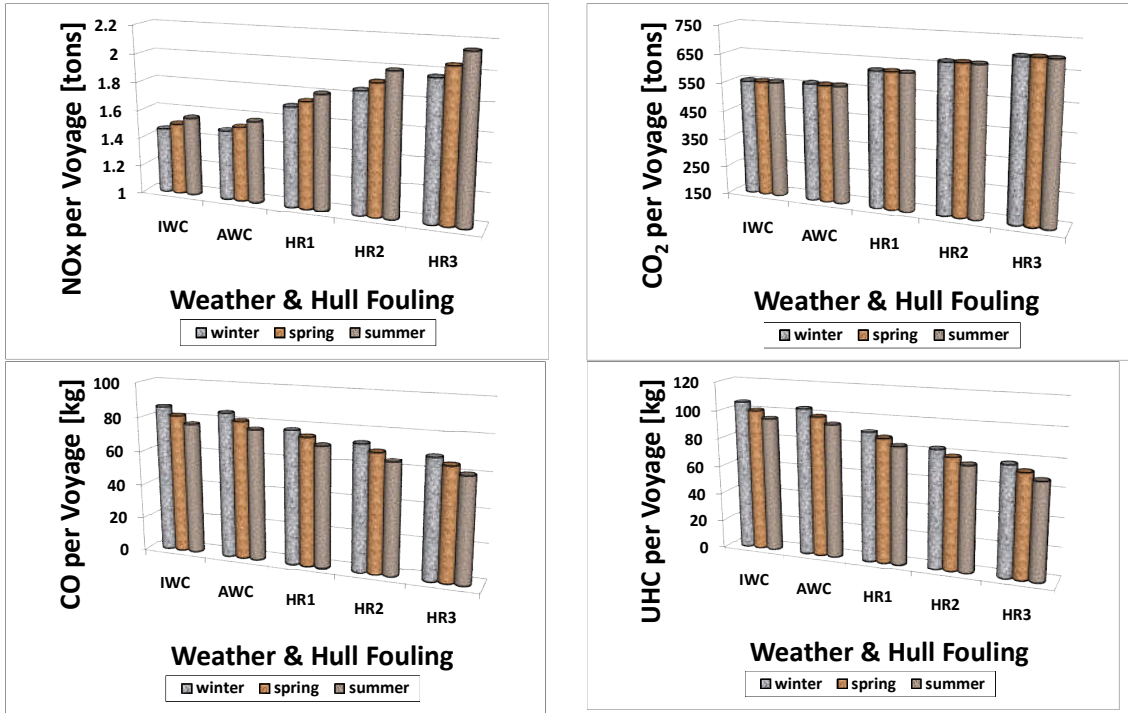 NOx per Voyage [tons]
2.2
2
1.8
1.6
1.4
1.2
1
IWC
AWC
HR1
HR2
HR3
Weather & Hull Fouling
winter spring summer
CO2 per Voyage [tons]
750
650
550
450
350
250
150
IWC
AWC
HR1
HR2
HR3
Weather & Hull Fouling
winter spring summer
CO per Voyage [kg]
100
80
60
40
20
0
IWC
AWC
HR1
HR2
HR3
Weather & Hull Fouling
winter spring summer
UHC per Voyage [kg]
120
100
80
60
40
20
0
IWC
AWC
HR1
HR2
HR3
Weather & Hull Fouling
winter spring summer